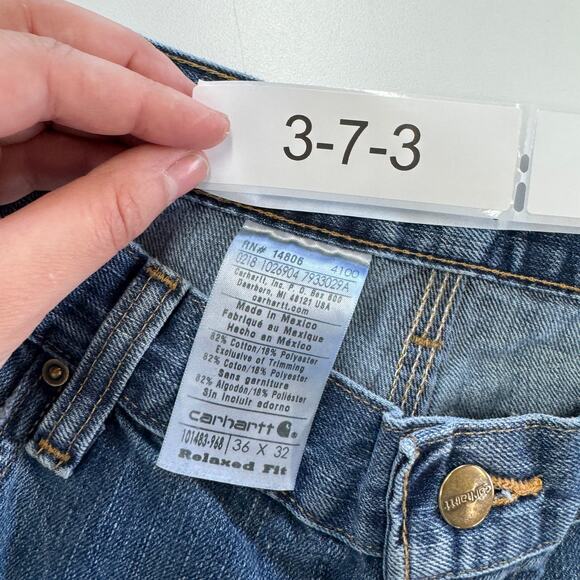 3-7-3
RN# 14806 4100
0218 1026904 7933029A
Carhartt, Inc. P.O. Box 600
Dearborn, MI 48121 USA
carhartt.com
Made in Mexico
Fabriqué au Mexique
Hecho en México
82% Cotton/18% Polyester
Exclusive of Trimming
82% Coton/18% Polyester
Sans garniture
82% Algodón/18% Poliéster
Sin incluir adorno
carhartt
101483-968 36 X 32
Relaxed Fit
carhartt